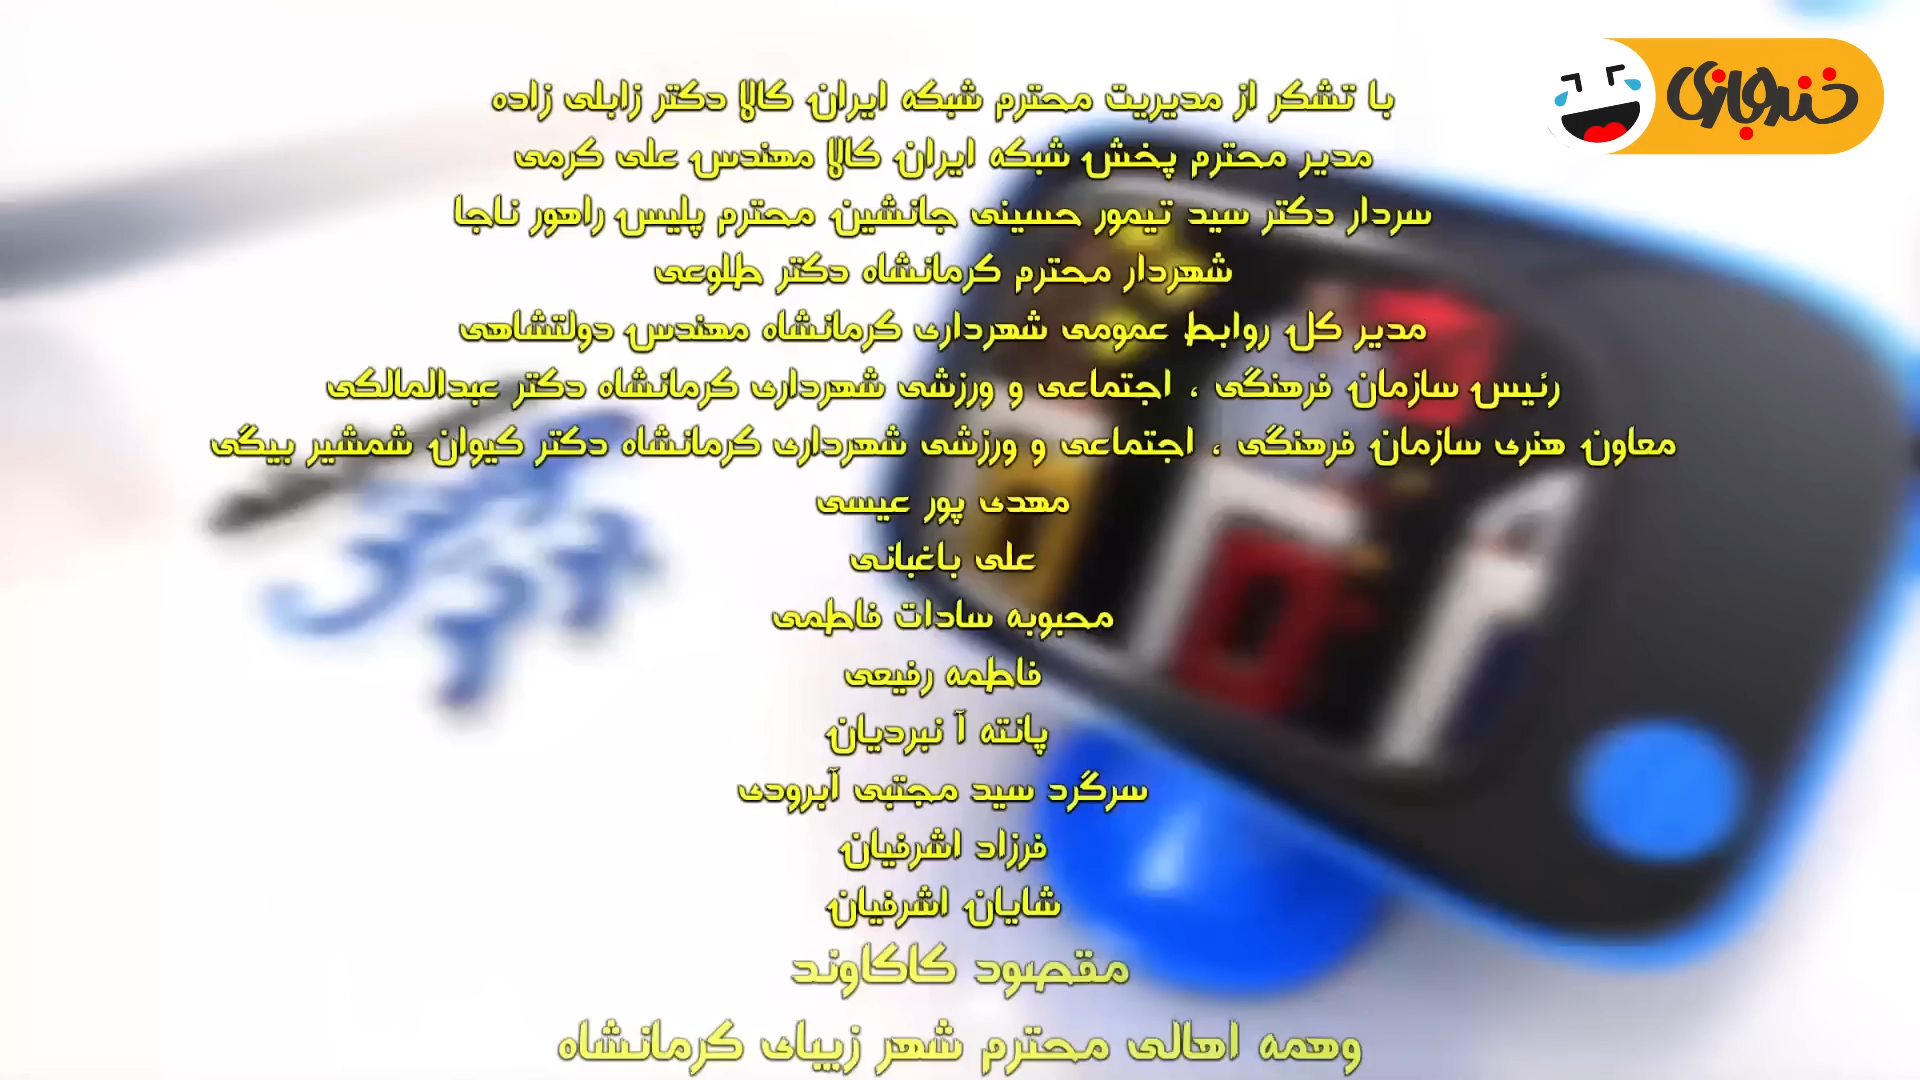 خندوبازی
با تشکر از مدیریت محترم شبکه ایران کالا دکتر زابلی زاده
مدیر محترم پخش شبکه ایران کالا مهندس علی کرمی
سردار دکتر سید تیمور حسینی جانشین محترم پلیس راهور ناجا
شهردار محترم کرمانشاه دکتر طلوعی
مدیر کل روابط عمومی شهرداری کرمانشاه مهندس دولتشاهی
رئیس سازمان فرهنگی ، اجتماعی و ورزشی شهرداری کرمانشاه دکتر عبدالمالکی
معاون هنری سازمان فرهنگی ، اجتماعی و ورزشی شهرداری کرمانشاه دکتر کیوان شمشیر بیگی
مهدی پور عیسی
علی باغبانی
محبوبه سادات فاطمی
فاطمه رفیعی
پانته آ نبردیان
سرگرد سید مجتبی آبرودی
فرزاد اشرفیان
شایان اشرفیان
مقصود کاکاوند
وهمه اهالی محترم شهر زیبای کرمانشاه